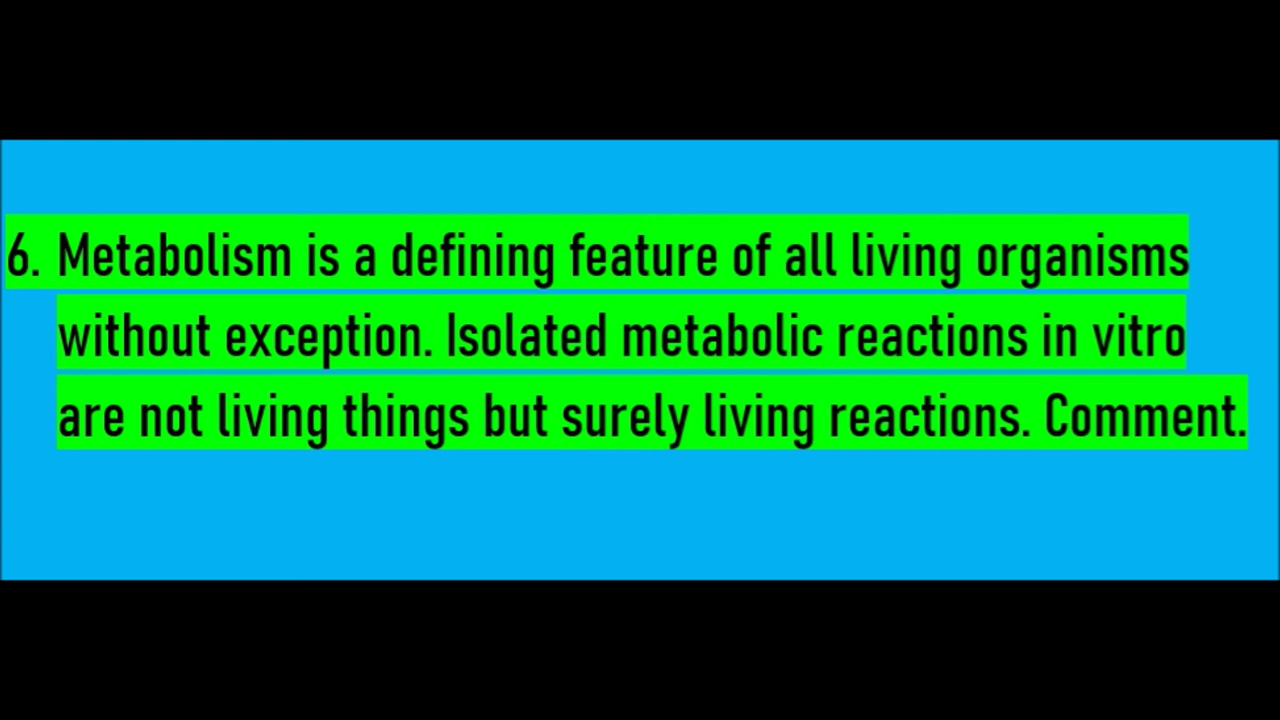 6. Metabolism is a defining feature of all living organisms
without exception. Isolated metabolic reactions in vitro
are not living things but surely living reactions. Comment.